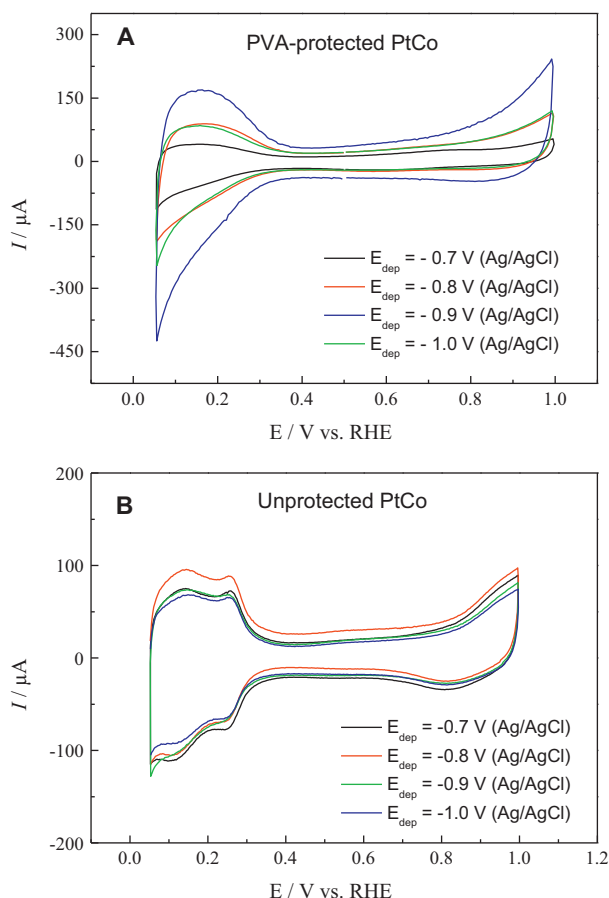 A
PVA-protected PtCo
300
150
0
-150
-300
-450
I / µA
E_dep = - 0.7 V (Ag/AgCl)
E_dep = - 0.8 V (Ag/AgCl)
E_dep = - 0.9 V (Ag/AgCl)
E_dep = - 1.0 V (Ag/AgCl)
0.0 0.2 0.4 0.6 0.8 1.0
E / V vs. RHE
B
Unprotected PtCo
200
100
0
-100
-200
I / µA
E_dep = -0.7 V (Ag/AgCl)
E_dep = -0.8 V (Ag/AgCl)
E_dep = -0.9 V (Ag/AgCl)
E_dep = -1.0 V (Ag/AgCl)
0.0 0.2 0.4 0.6 0.8 1.0 1.2
E / V vs. RHE